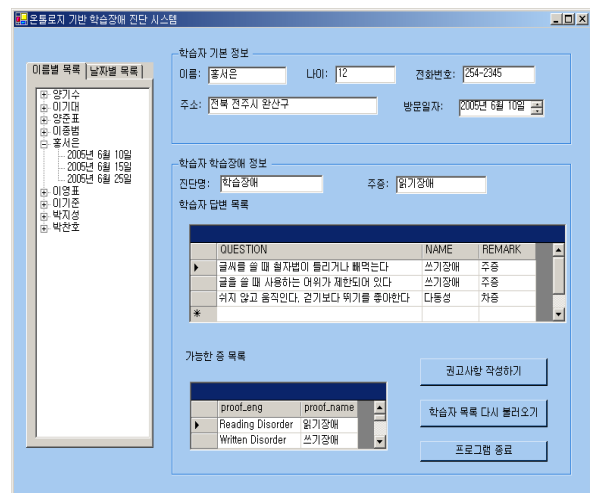 온톨로지 기반 학습장애 진단 시스템
이름별 목록
날짜별 목록
양기수
이기대
양준표
이종범
홍서은
2005년 6월 10일
2005년 6월 15일
2005년 6월 25일
이영표
이기준
박지성
박찬호
학습자 기본 정보
이름: 홍서은 나이: 12 전화번호: 254-2345
주소: 전북 전주시 완산구 방문일자: 2005년 6월 10일
학습자 학습장애 정보
진단명: 학습장애 주증: 읽기장애
학습자 답변 목록
QUESTION NAME REMARK
글씨를 쓸 때 철자법이 틀리거나 빼먹는다 쓰기장애 주증
글을 쓸 때 사용하는 어휘가 제한되어 있다 쓰기장애 주증
쉬지 않고 움직인다. 걷기보다 뛰기를 좋아한다 다동성 차증
가능한 증 목록
proof_eng proof_name
Reading Disorder 읽기장애
Written Disorder 쓰기장애
권고사항 작성하기
학습자 목록 다시 불러오기
프로그램 종료